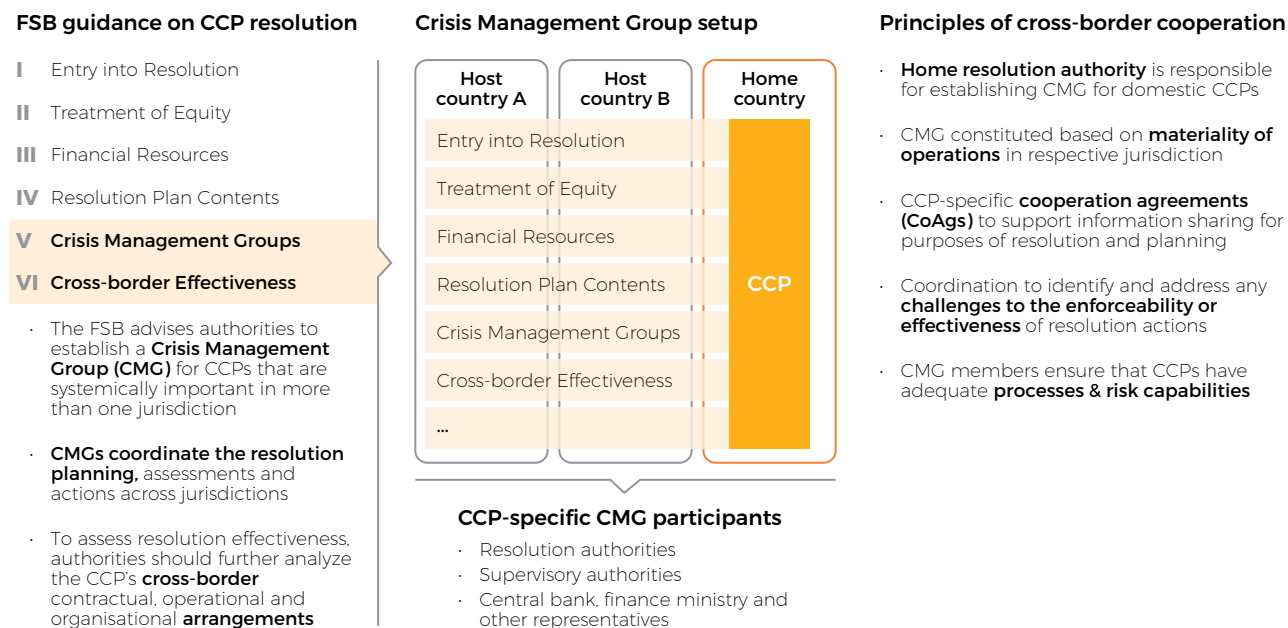 FSB guidance on CCP resolution
I Entry into Resolution
II Treatment of Equity
III Financial Resources
IV Resolution Plan Contents
V Crisis Management Groups
VI Cross-border Effectiveness
· The FSB advises authorities to
establish a Crisis Management
Group (CMG) for CCPs that are
systemically important in more
than one jurisdiction
· CMGs coordinate the resolution
planning, assessments and
actions across jurisdictions
· To assess resolution effectiveness,
authorities should further analyze
the CCP's cross-border
contractual, operational and
organisational arrangements
Crisis Management Group setup
Host
country A
Host
country B
Home
country
Entry into Resolution
Treatment of Equity
Financial Resources
Resolution Plan Contents
Crisis Management Groups
Cross-border Effectiveness
...
CCP
CCP-specific CMG participants
· Resolution authorities
· Supervisory authorities
· Central bank, finance ministry and
other representatives
Principles of cross-border cooperation
· Home resolution authority is responsible
for establishing CMG for domestic CCPs
· CMG constituted based on materiality of
operations in respective jurisdiction
· CCP-specific cooperation agreements
(CoAgs) to support information sharing for
purposes of resolution and planning
· Coordination to identify and address any
challenges to the enforceability or
effectiveness of resolution actions
· CMG members ensure that CCPs have
adequate processes & risk capabilities